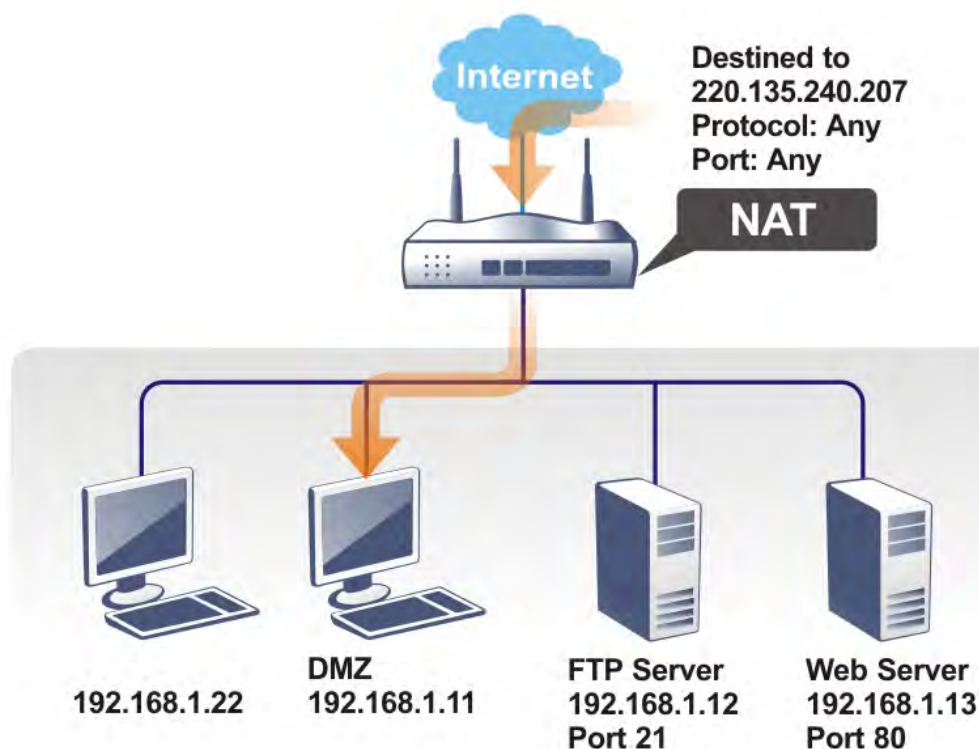 Internet
Destined to
220.135.240.207
Protocol: Any
Port: Any
NAT
192.168.1.22
DMZ
192.168.1.11
FTP Server
192.168.1.12
Port 21
Web Server
192.168.1.13
Port 80